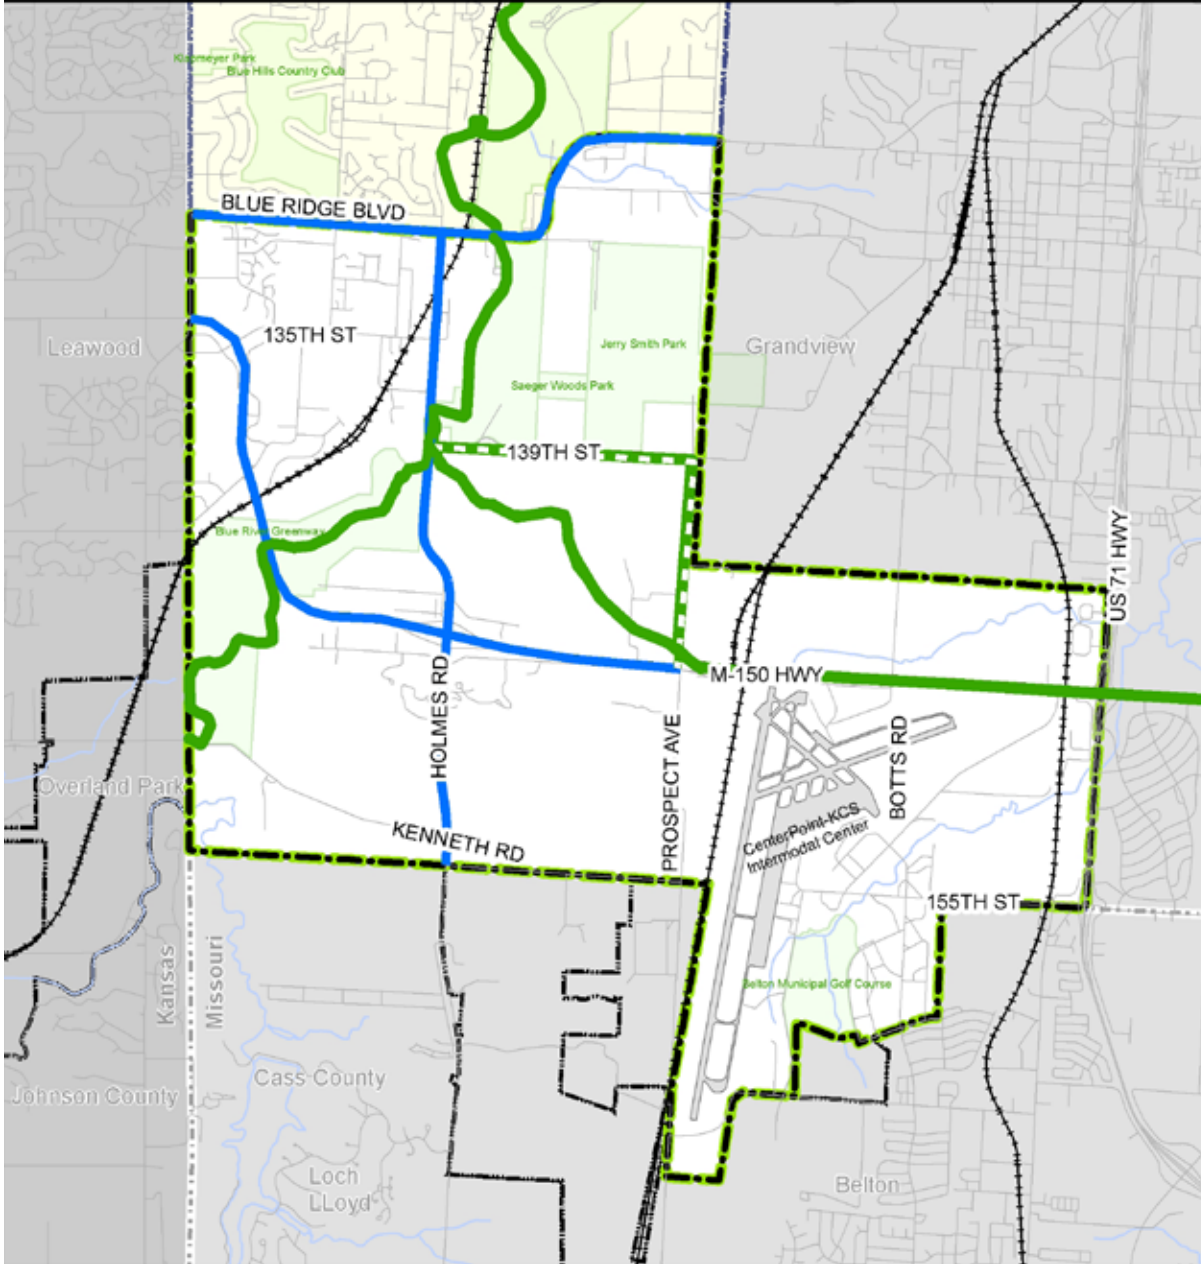 Klapmeyer Park
Blue Hills Country Club
BLUE RIDGE BLVD
135TH ST
Leawood
Jerry Smith Park
Grandview
Saeger Woods Park
139TH ST
Blue River Greenway
US 71 HWY
M-150 HWY
HOLMES RD
PROSPECT AVE
BOTTS RD
Overland Park
CenterPoint-KCS
Intermodal Center
KENNETH RD
155TH ST
Kansas
Missouri
Belton Municipal Golf Course
Cass County
Johnson County
Loch
LLoyd
Belton